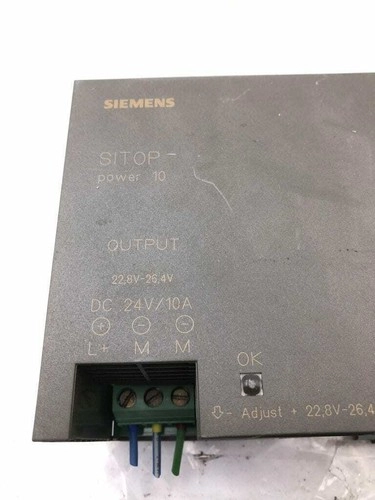 SIEMENS
SITOP-
power 10
OUTPUT
22,8V-26,4V
DC 24V/10A
+ - -
L+ M M
OK
- Adjust + 22,8V-26,4